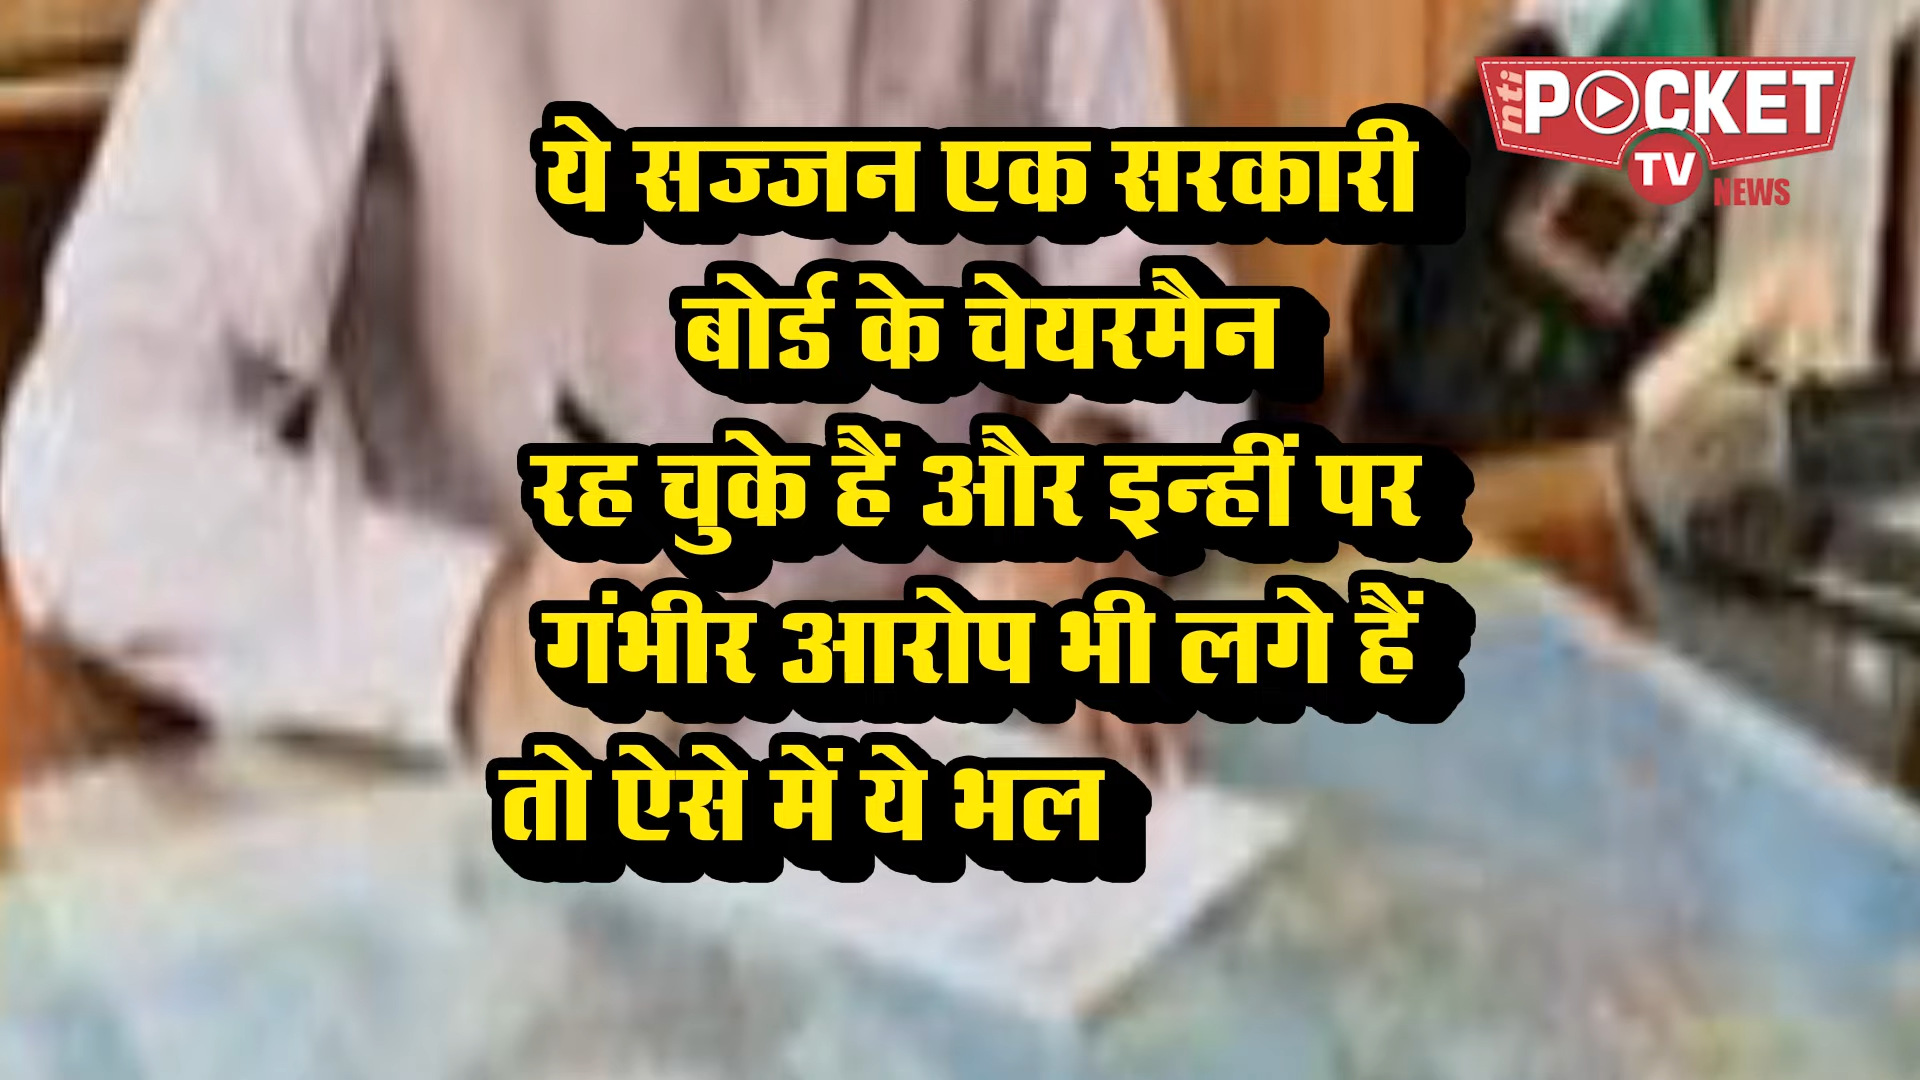 ये सज्जन एक सरकारी
बोर्ड के चेयरमैन
रह चुके हैं और इन्हीं पर
गंभीर आरोप भी लगे हैं
तो ऐसे में ये भल
nti POCKET
TV
NEWS